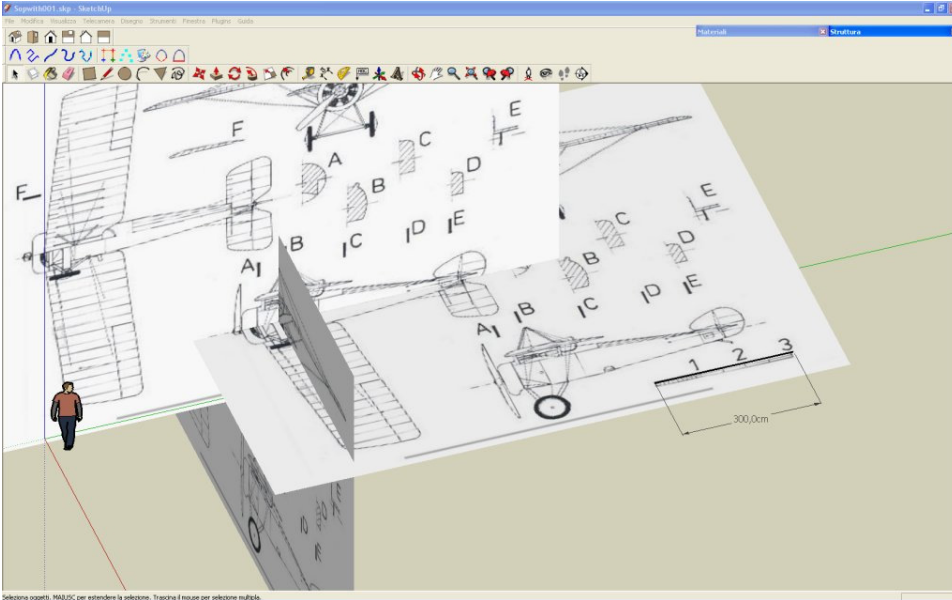 Sopwith001.skp - SketchUp
File Modifica Visualizza Telecamera Disegno Strumenti Finestra Plugins Guida
Materiali
Struttura
E
F
C
A
D
B
F
E
C
B
C
D
E
A
B
D
B
C
D
E
A
1 2 3
300,0cm
Seleziona oggetti. MAIUSC per estendere la selezione. Trascina il mouse per selezione multipla.